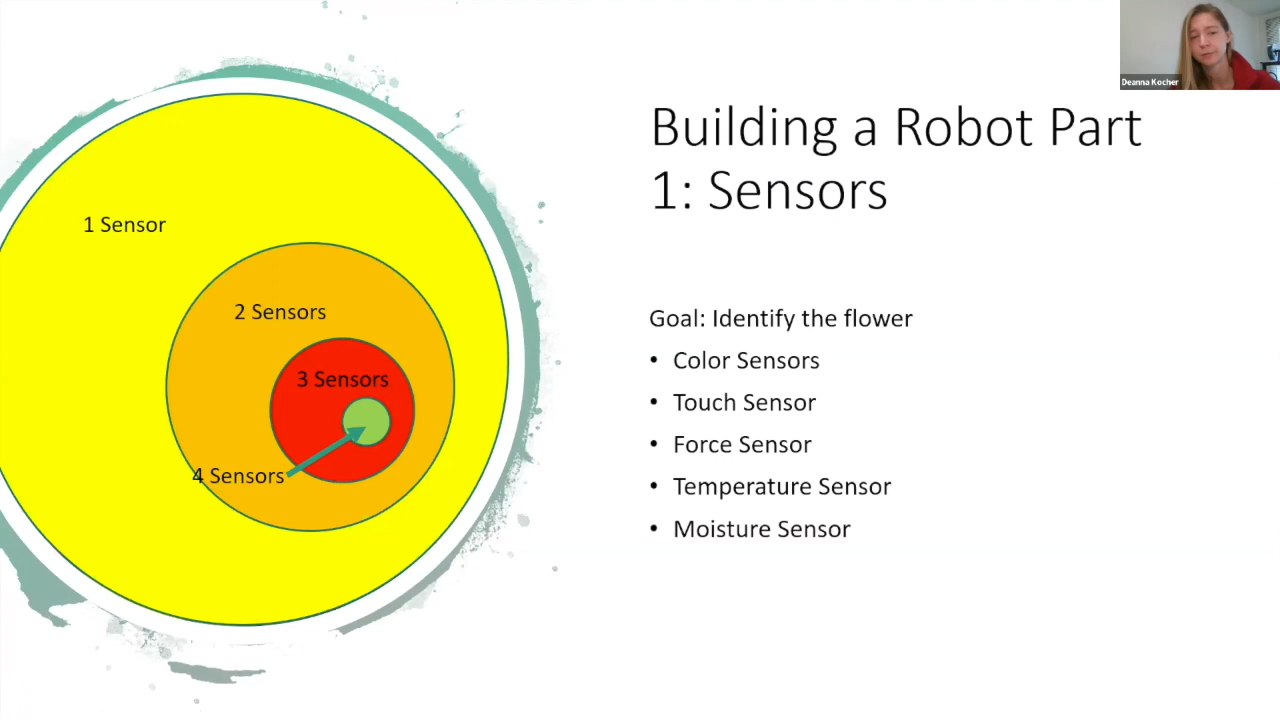 Deanna Kocher
Building a Robot Part
1: Sensors
1 Sensor
2 Sensors
3 Sensors
4 Sensors
Goal: Identify the flower
• Color Sensors
• Touch Sensor
• Force Sensor
• Temperature Sensor
• Moisture Sensor